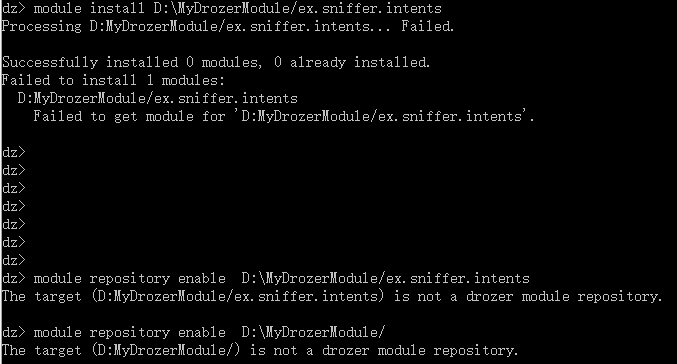 dz> module install D:\MyDrozerModule/ex.sniffer.intents
Processing D:MyDrozerModule/ex.sniffer.intents... Failed.
Successfully installed 0 modules, 0 already installed.
Failed to install 1 modules:
D:MyDrozerModule/ex.sniffer.intents
Failed to get module for 'D:MyDrozerModule/ex.sniffer.intents'.
dz>
dz>
dz>
dz>
dz>
dz>
dz>
dz> module repository enable  D:\MyDrozerModule/ex.sniffer.intents
The target (D:MyDrozerModule/ex.sniffer.intents) is not a drozer module repository.
dz> module repository enable  D:\MyDrozerModule/
The target (D:MyDrozerModule/) is not a drozer module repository.